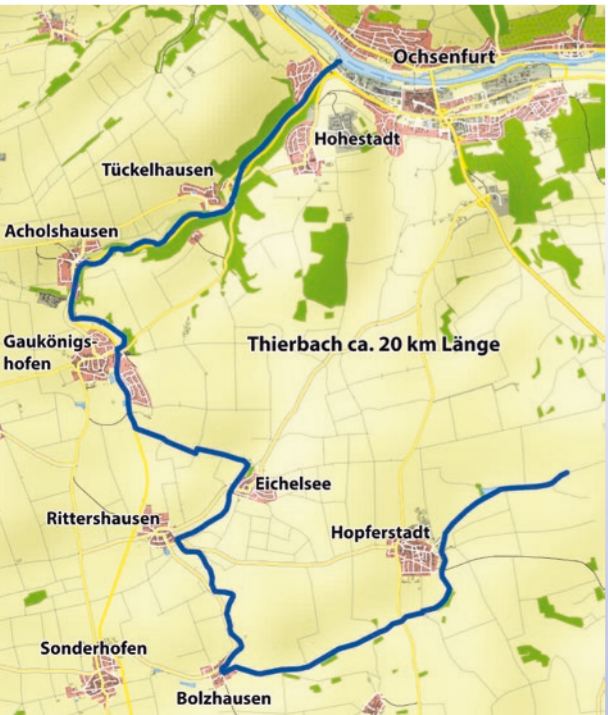 Ochsenfurt
Hohestadt
Tückelhausen
Acholshausen
Gaukönigs-
hofen
Thierbach ca. 20 km Länge
Eichelsee
Rittershausen
Hopferstadt
Sonderhofen
Bolzhausen